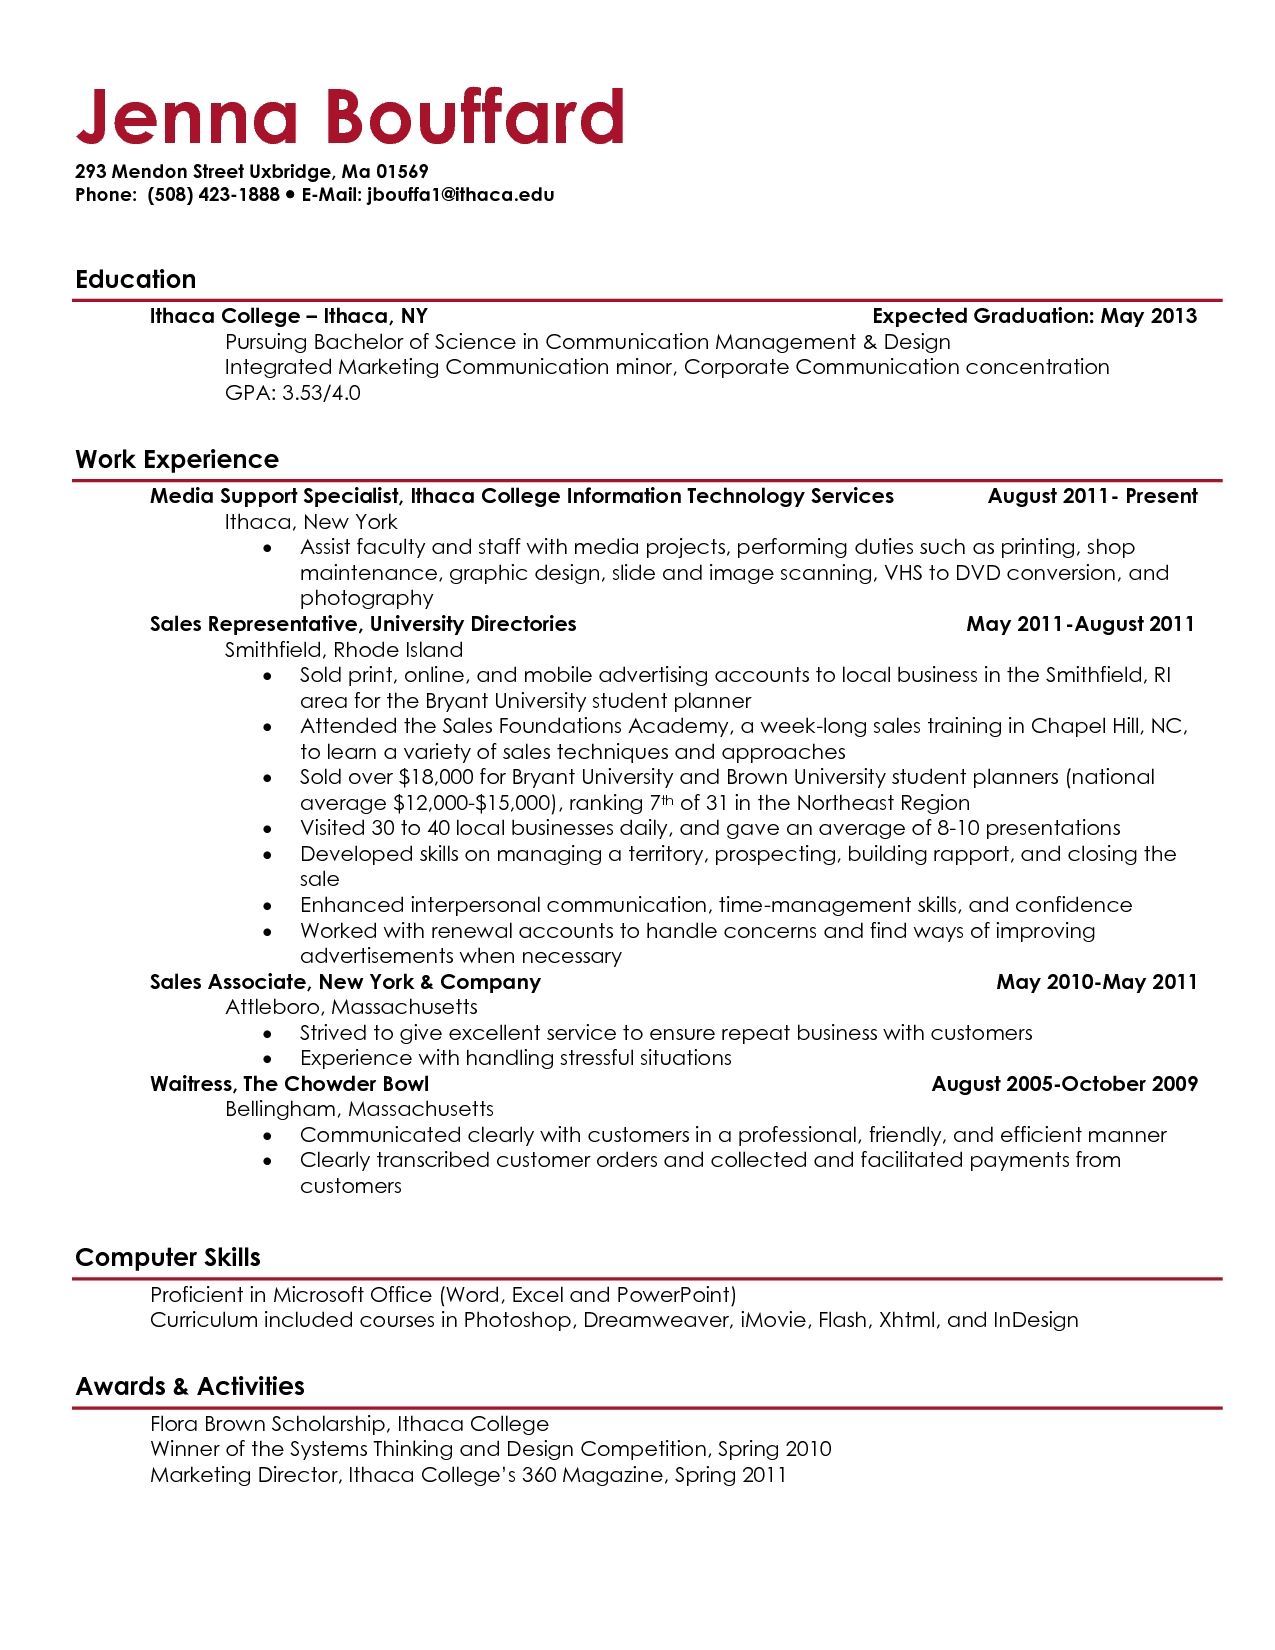 Jenna Bouffard
293 Mendon Street Uxbridge, Ma 01569
Phone:  (508) 423-1888 • E-Mail: jbouffa1@ithaca.edu
Education
Ithaca College – Ithaca, NY Expected Graduation: May 2013
Pursuing Bachelor of Science in Communication Management & Design
Integrated Marketing Communication minor, Corporate Communication concentration
GPA: 3.53/4.0
Work Experience
Media Support Specialist, Ithaca College Information Technology Services August 2011- Present
Ithaca, New York
• Assist faculty and staff with media projects, performing duties such as printing, shop
maintenance, graphic design, slide and image scanning, VHS to DVD conversion, and
photography
Sales Representative, University Directories May 2011-August 2011
Smithfield, Rhode Island
• Sold print, online, and mobile advertising accounts to local business in the Smithfield, RI
area for the Bryant University student planner
• Attended the Sales Foundations Academy, a week-long sales training in Chapel Hill, NC,
to learn a variety of sales techniques and approaches
• Sold over $18,000 for Bryant University and Brown University student planners (national
average $12,000-$15,000), ranking 7th of 31 in the Northeast Region
• Visited 30 to 40 local businesses daily, and gave an average of 8-10 presentations
• Developed skills on managing a territory, prospecting, building rapport, and closing the
sale
• Enhanced interpersonal communication, time-management skills, and confidence
• Worked with renewal accounts to handle concerns and find ways of improving
advertisements when necessary
Sales Associate, New York & Company May 2010-May 2011
Attleboro, Massachusetts
• Strived to give excellent service to ensure repeat business with customers
• Experience with handling stressful situations
Waitress, The Chowder Bowl August 2005-October 2009
Bellingham, Massachusetts
• Communicated clearly with customers in a professional, friendly, and efficient manner
• Clearly transcribed customer orders and collected and facilitated payments from
customers
Computer Skills
Proficient in Microsoft Office (Word, Excel and PowerPoint)
Curriculum included courses in Photoshop, Dreamweaver, iMovie, Flash, Xhtml, and InDesign
Awards & Activities
Flora Brown Scholarship, Ithaca College
Winner of the Systems Thinking and Design Competition, Spring 2010
Marketing Director, Ithaca College's 360 Magazine, Spring 2011